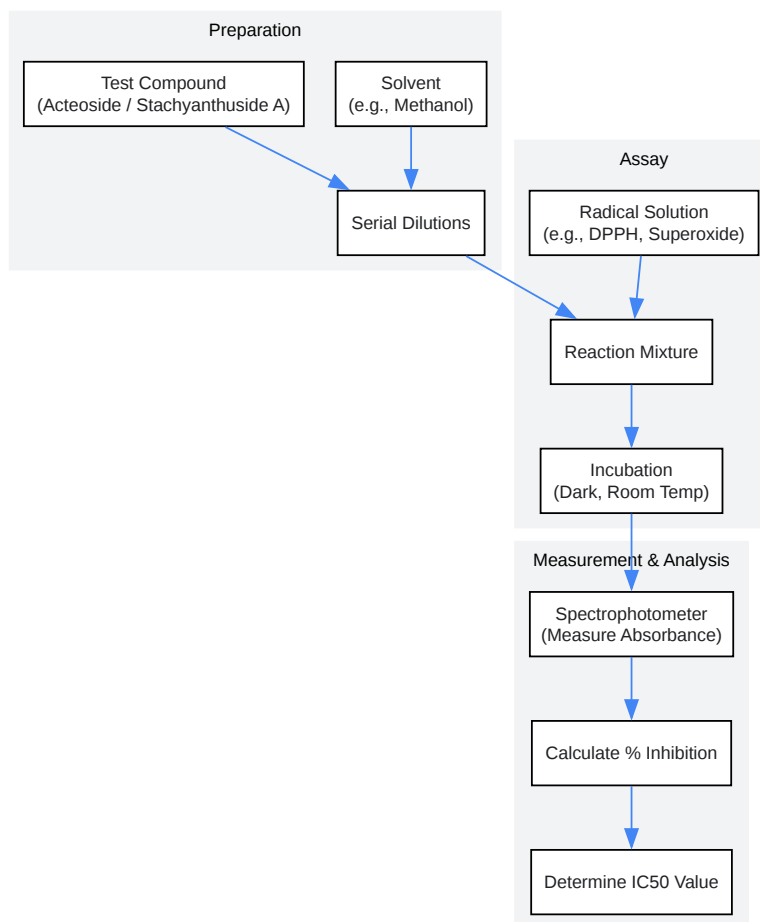 Preparation
Test Compound
(Acteoside / Stachyanthuside A)
Solvent
(e.g., Methanol)
Serial Dilutions
Assay
Radical Solution
(e.g., DPPH, Superoxide)
Reaction Mixture
Incubation
(Dark, Room Temp)
Measurement & Analysis
Spectrophotometer
(Measure Absorbance)
Calculate % Inhibition
Determine IC50 Value